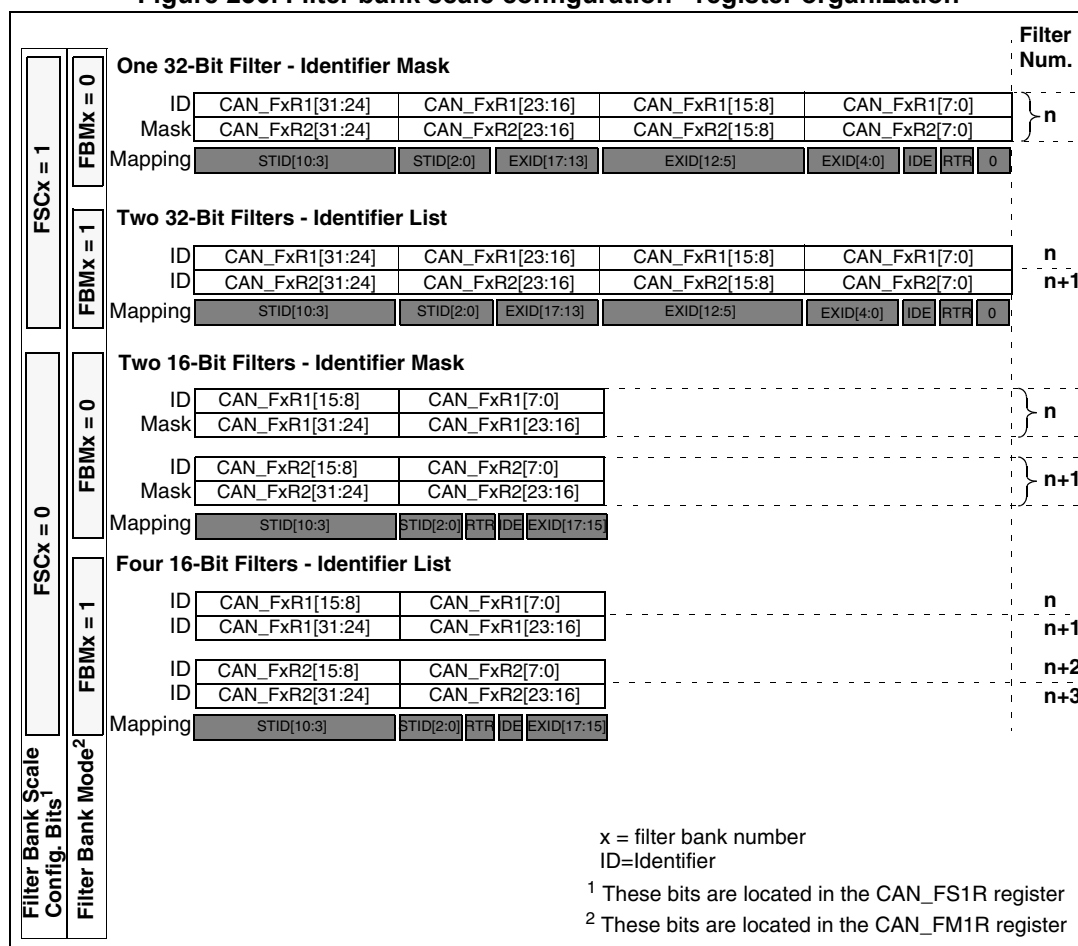 Figure 230. Filter bank scale configuration - register organization
Filter
Num.
One 32-Bit Filter - Identifier Mask
ID CAN_FxR1[31:24] CAN_FxR1[23:16] CAN_FxR1[15:8] CAN_FxR1[7:0]
n
Mask CAN_FxR2[31:24] CAN_FxR2[23:16] CAN_FxR2[15:8] CAN_FxR2[7:0]
Mapping STID[10:3] STID[2:0] EXID[17:13] EXID[12:5] EXID[4:0] IDE RTR 0
FBMx = 0
FSCx = 1
Two 32-Bit Filters - Identifier List
ID CAN_FxR1[31:24] CAN_FxR1[23:16] CAN_FxR1[15:8] CAN_FxR1[7:0] n
ID CAN_FxR2[31:24] CAN_FxR2[23:16] CAN_FxR2[15:8] CAN_FxR2[7:0] n+1
Mapping STID[10:3] STID[2:0] EXID[17:13] EXID[12:5] EXID[4:0] IDE RTR 0
FBMx = 1
Two 16-Bit Filters - Identifier Mask
ID CAN_FxR1[15:8] CAN_FxR1[7:0]
n
Mask CAN_FxR1[31:24] CAN_FxR1[23:16]
ID CAN_FxR2[15:8] CAN_FxR2[7:0]
n+1
Mask CAN_FxR2[31:24] CAN_FxR2[23:16]
Mapping STID[10:3] STID[2:0] RTR IDE EXID[17:15]
FBMx = 0
FSCx = 0
Four 16-Bit Filters - Identifier List
ID CAN_FxR1[15:8] CAN_FxR1[7:0] n
ID CAN_FxR1[31:24] CAN_FxR1[23:16] n+1
ID CAN_FxR2[15:8] CAN_FxR2[7:0] n+2
ID CAN_FxR2[31:24] CAN_FxR2[23:16] n+3
Mapping STID[10:3] STID[2:0] RTR IDE EXID[17:15]
FBMx = 1
Filter Bank Scale
Config. Bits1
Filter Bank Mode2
x = filter bank number
ID=Identifier
1 These bits are located in the CAN_FS1R register
2 These bits are located in the CAN_FM1R register